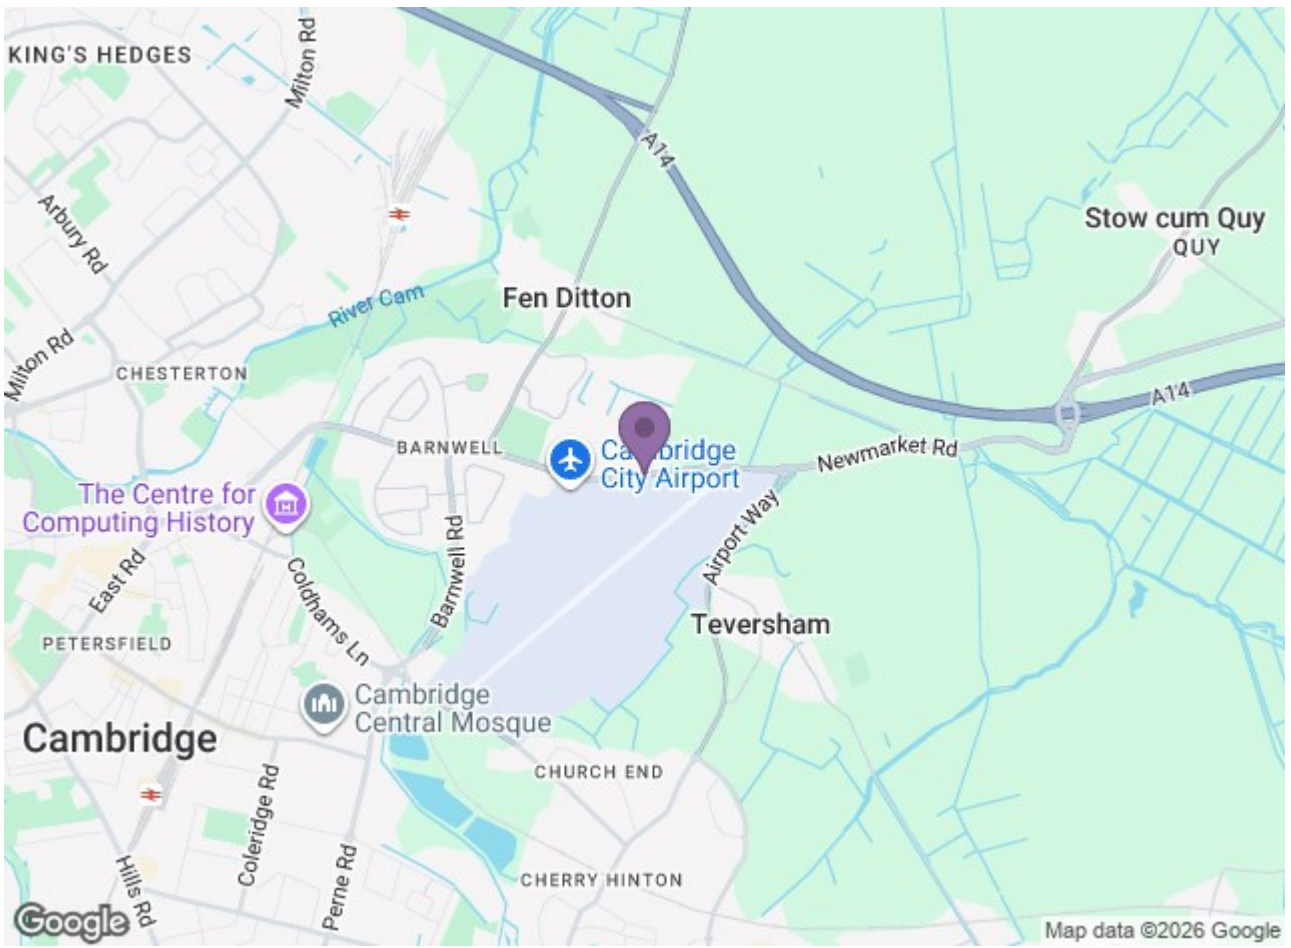 KING'S HEDGES
Milton Rd
A14
Arbury Rd
Stow cum Quy
QUY
River Cam
Fen Ditton
Milton Rd
CHESTERTON
A14
BARNWELL
Cambridge
City Airport
Newmarket Rd
The Centre for
Computing History
Airport Way
East Rd
Barnwell Rd
Coldhams Ln
Teversham
PETERSFIELD
Cambridge
Central Mosque
Cambridge
CHURCH END
Coleridge Rd
Hills Rd
Perne Rd
CHERRY HINTON
Google
Map data ©2026 Google